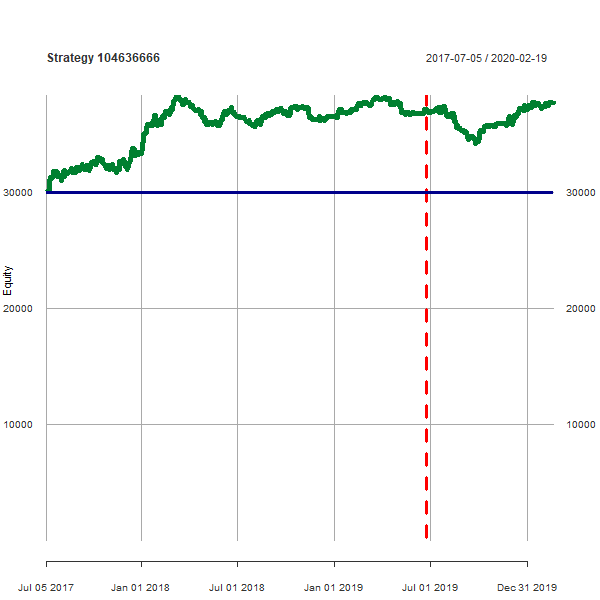 Strategy 104636666
2017-07-05 / 2020-02-19
30000
30000
Equity
20000
20000
10000
10000
Jul 05 2017
Jan 01 2018
Jul 01 2018
Jan 01 2019
Jul 01 2019
Dec 31 2019